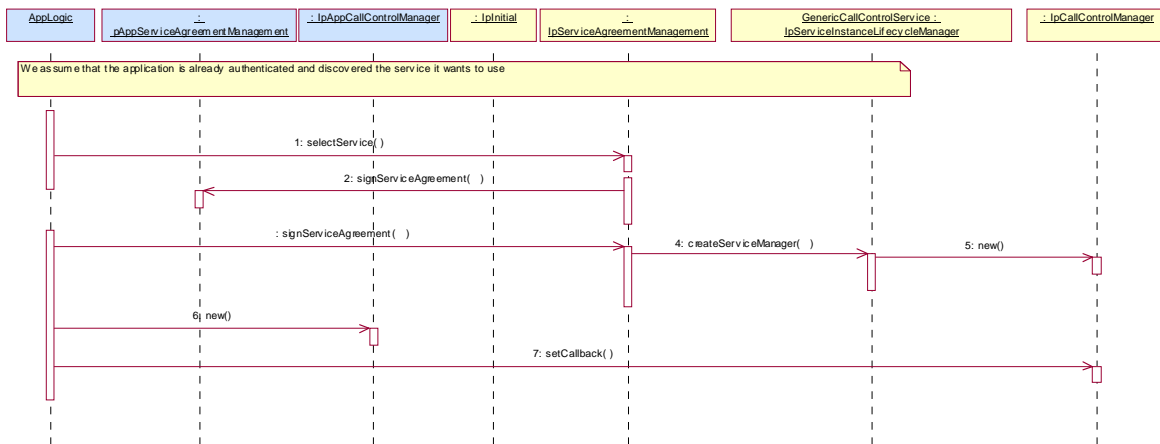 AppLogic
:
pAppServiceAgreementManagement
: IpAppCallControlManager
: IpInitial
:
IpServiceAgreementManagement
GenericCallControlService :
IpServiceInstanceLifecycleManager
: IpCallControlManager
We assume that the application is already authenticated and discovered the service it wants to use
1: selectService( )
2: signServiceAgreement( )
: signServiceAgreement( )
4: createServiceManager( )
5: new()
6: new()
7: setCallback( )